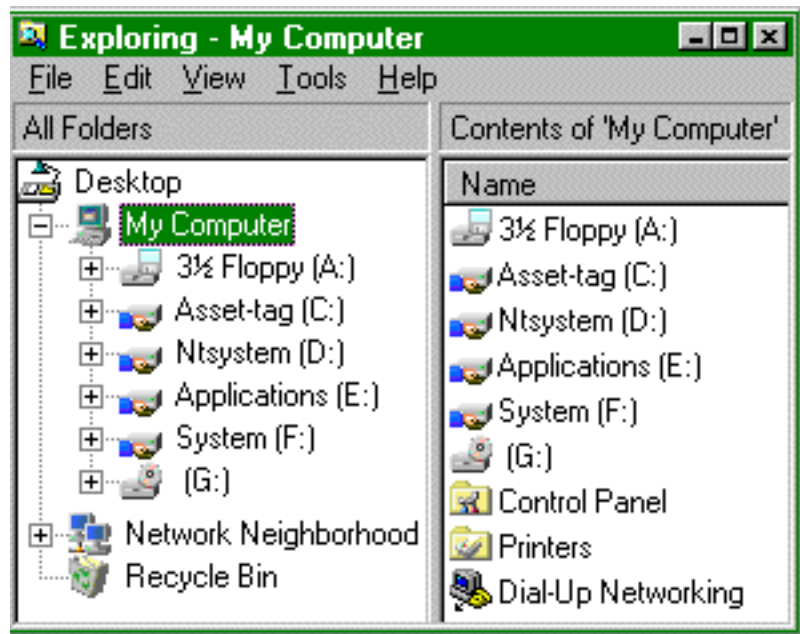 Exploring - My Computer
File Edit View Tools Help
All Folders
Desktop
My Computer
3½ Floppy (A:)
Asset-tag (C:)
Ntsystem (D:)
Applications (E:)
System (F:)
(G:)
Network Neighborhood
Recycle Bin
Contents of 'My Computer'
Name
3½ Floppy (A:)
Asset-tag (C:)
Ntsystem (D:)
Applications (E:)
System (F:)
(G:)
Control Panel
Printers
Dial-Up Networking